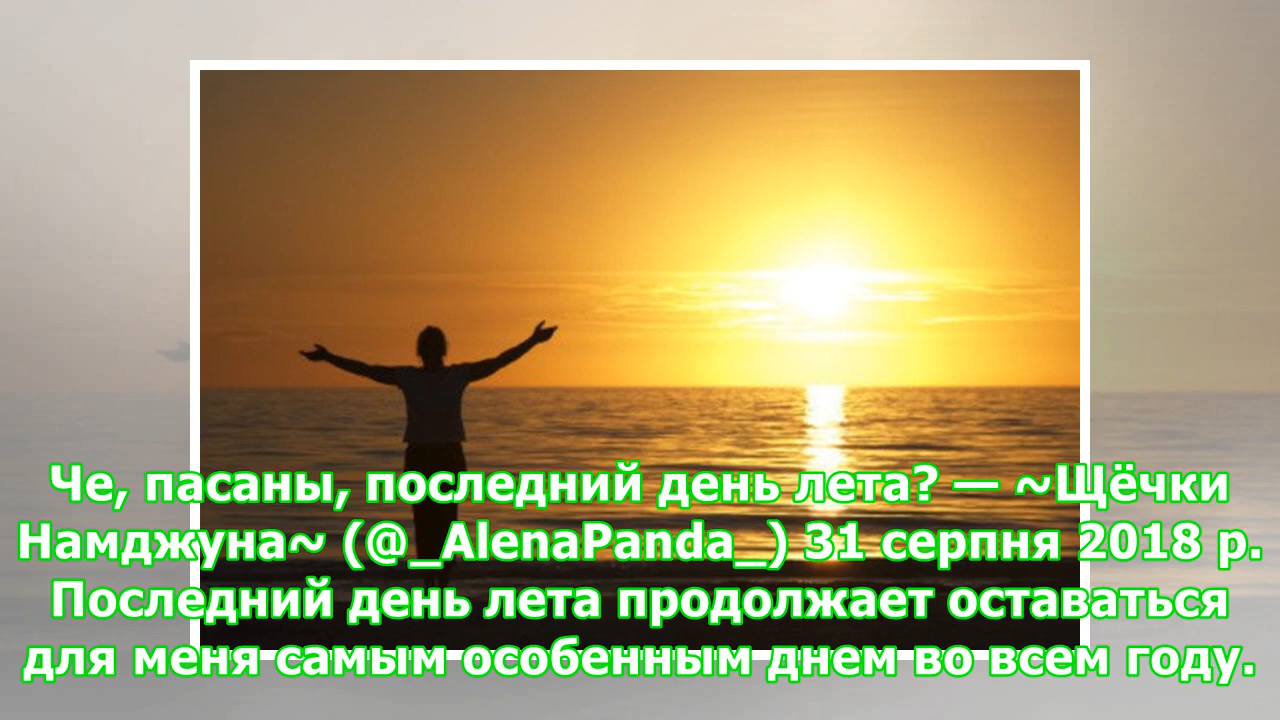 Че, пасаны, последний день лета? — ~Щёчки
Намджуна~ (@_AlenaPanda_) 31 серпня 2018 р.
Последний день лета продолжает оставаться
для меня самым особенным днем во всем году.